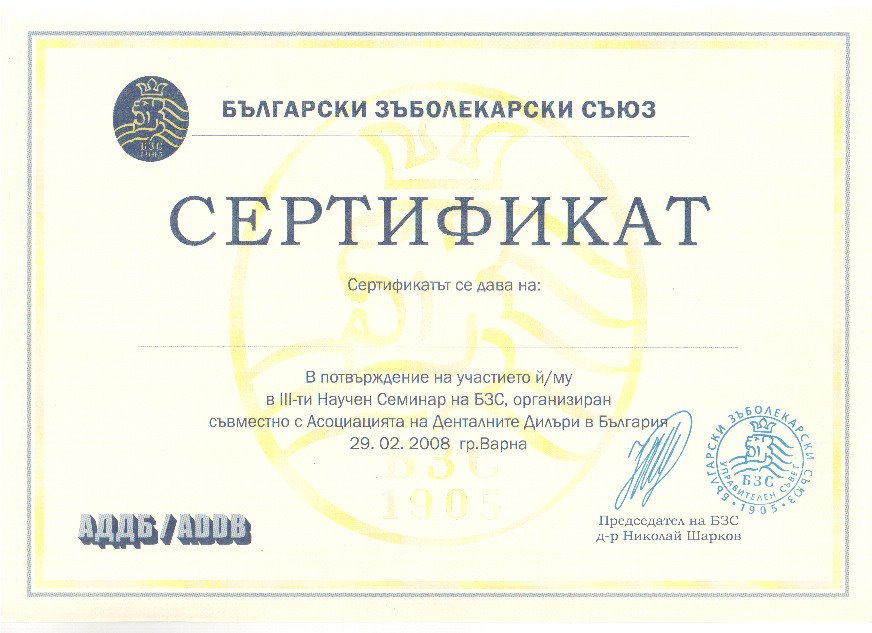 БЪЛГАРСКИ ЗЪБОЛЕКАРСКИ СЪЮЗ
БЗС
1905
СЕРТИФИКАТ
Сертификатът се дава на:
В потвърждение на участието й/му
в III-ти Научен Семинар на БЗС, организиран
съвместно с Асоциацията на Денталните Дилъри в България
29. 02. 2008 гр.Варна
БЗС
1905
БЪЛГАРСКИ ЗЪБОЛЕКАРСКИ СЪЮЗ
УПРАВИТЕЛЕН СЪВЕТ
БЗС
• 1905 •
Председател на БЗС
д-р Николай Шарков
АДДБ/ADDB